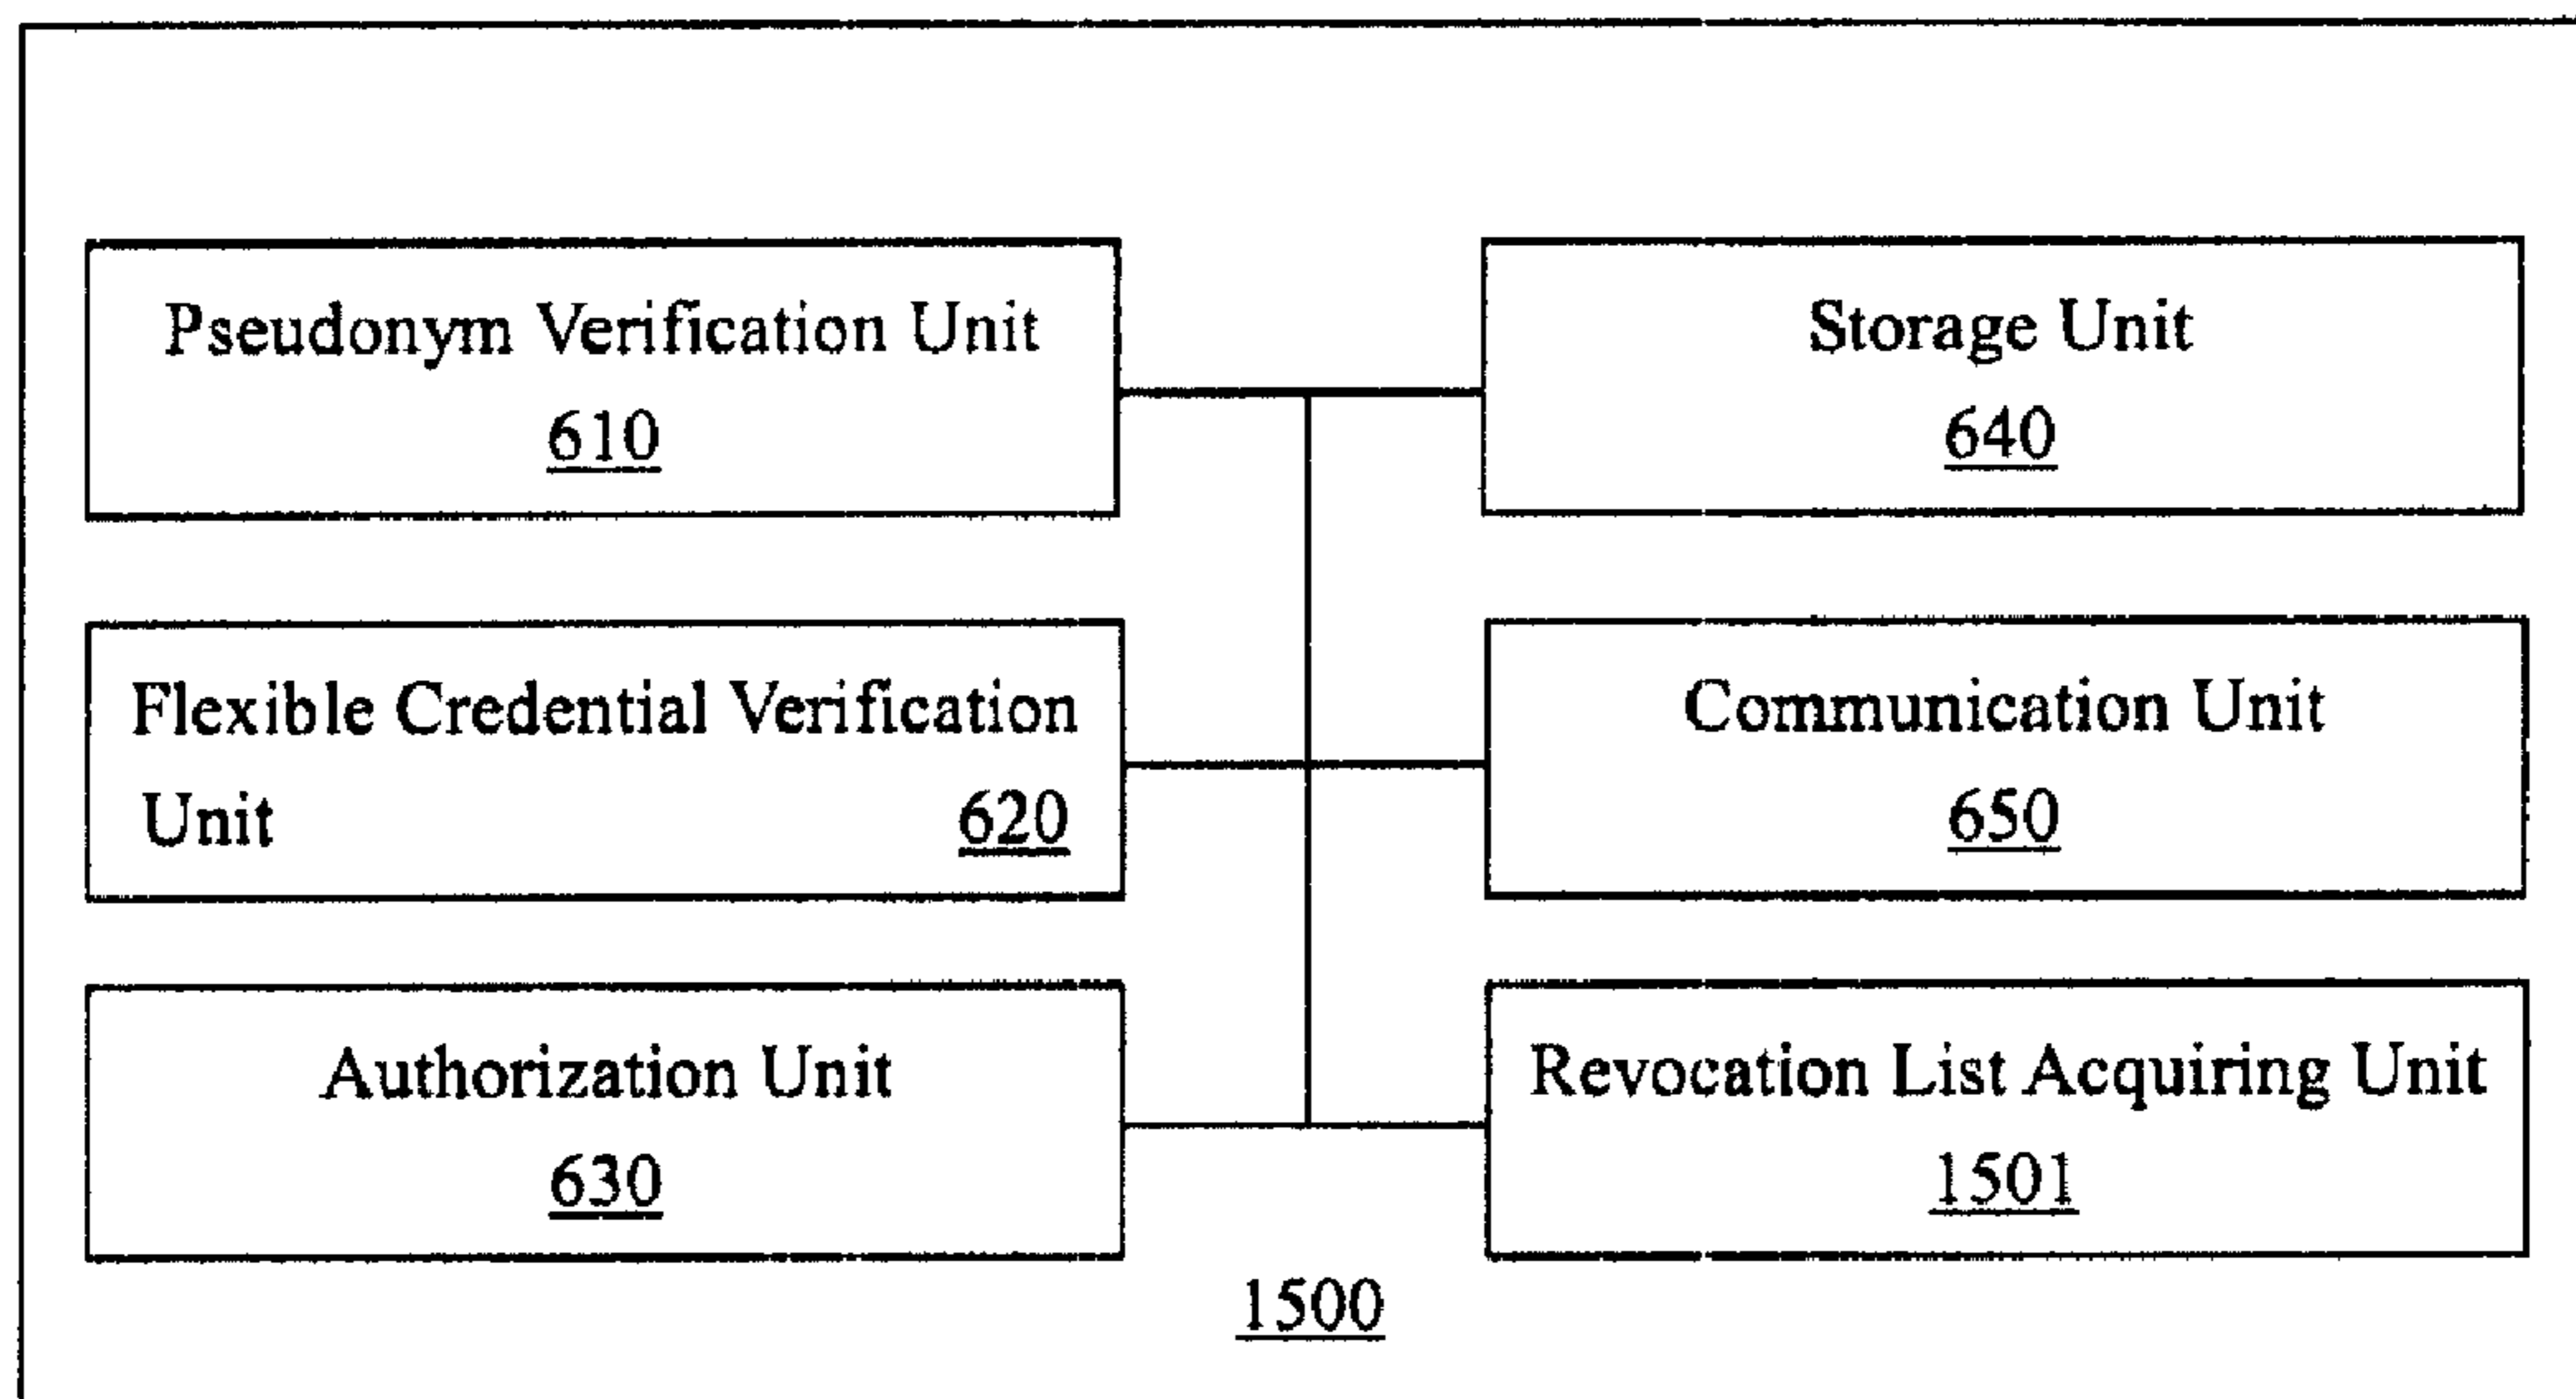 Pseudonym Verification Unit
610
Storage Unit
640
Flexible Credential Verification
Unit 620
Communication Unit
650
Authorization Unit
630
Revocation List Acquiring Unit
1501
1500